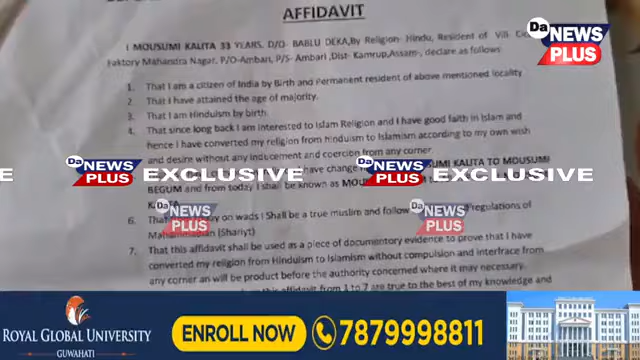 AFFIDAVIT
I MOUSUMI KALITA 33 YEARS, D/O- BABLU DEKA,By Religion- Hindu, Resident of Vill-
Faktory Mahandra Nagar, P/O-Ambari, P/S- Ambari ,Dist- Kamrup,Assam-, declare as follows
Da NEWS PLUS
1. That I am a citizen of India by Birth and Permanent resident of above mentioned locality
2. That I have attained the age of majority.
3. That I am Hinduism by birth.
4. That since long back I am interested to Islam Religion and I have good faith in Islam and
hence I have converted my religion from hinduism to Islamism according to my own wish
and desire without any inducement and coercion from any corner.
Da NEWS PLUS EXCLUSIVE Da NEWS PLUS EXCLUSIVE
I have change KALITA TO MOUSUMI
BEGUM and from today I shall be known as
6. That on wads I Shall be a true muslim and follow regulations of
Da NEWS PLUS Da NEWS PLUS
Mahammadan (Shariyt)
7. That this affidavit shall be used as a piece of documentary evidence to prove that I have
converted my religion from Hinduism to Islamism without compulsion and interfrace from
any corner an will be product before the authority concerned where it may necessary.
this affidavit from 1 to 7 are true to the best of my knowledge and
ROYAL GLOBAL UNIVERSITY
GUWAHATI
ENROLL NOW 7879998811